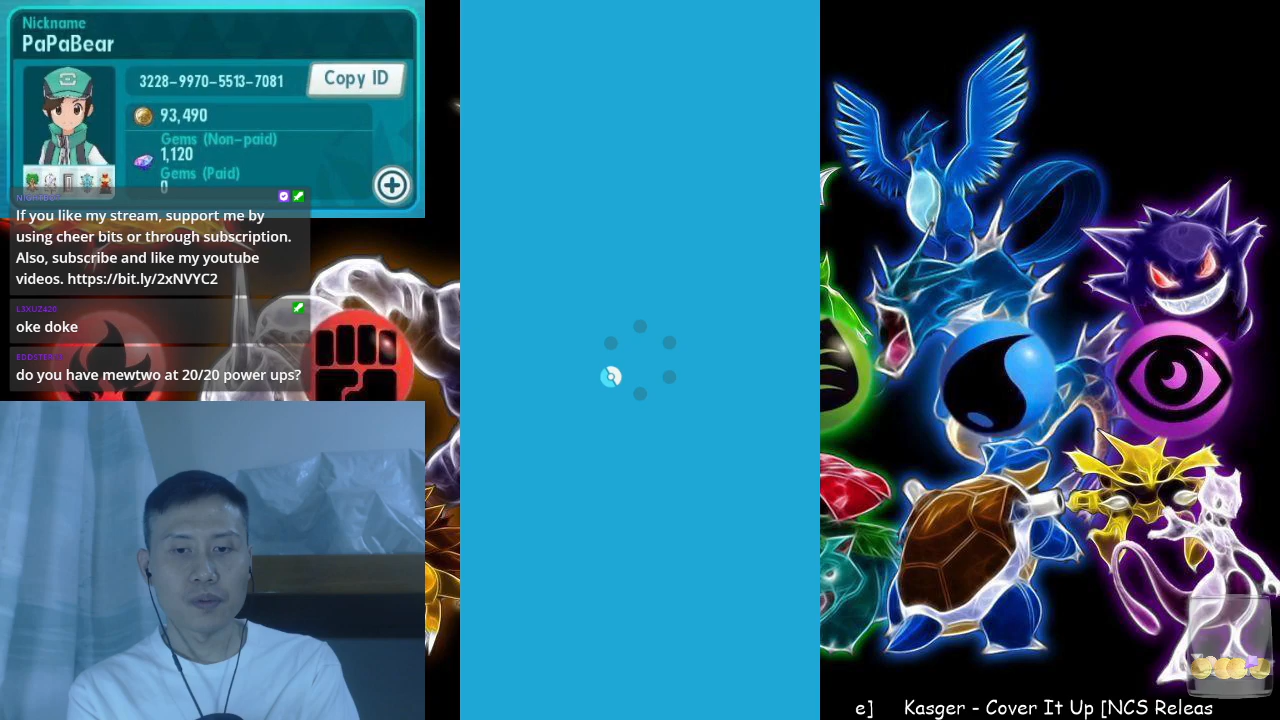 Nickname
PaPaBear
3228-9970-5513-7081
Copy ID
93,490
Gems (Non-paid)
1,120
Gems (Paid)
0
If you like my stream, support me by
using cheer bits or through subscription.
Also, subscribe and like my youtube
videos. https://bit.ly/2xNVYC2
L3XUZ420
oke doke
do you have mewtwo at 20/20 power ups?
e] Kasger - Cover It Up [NCS Releas